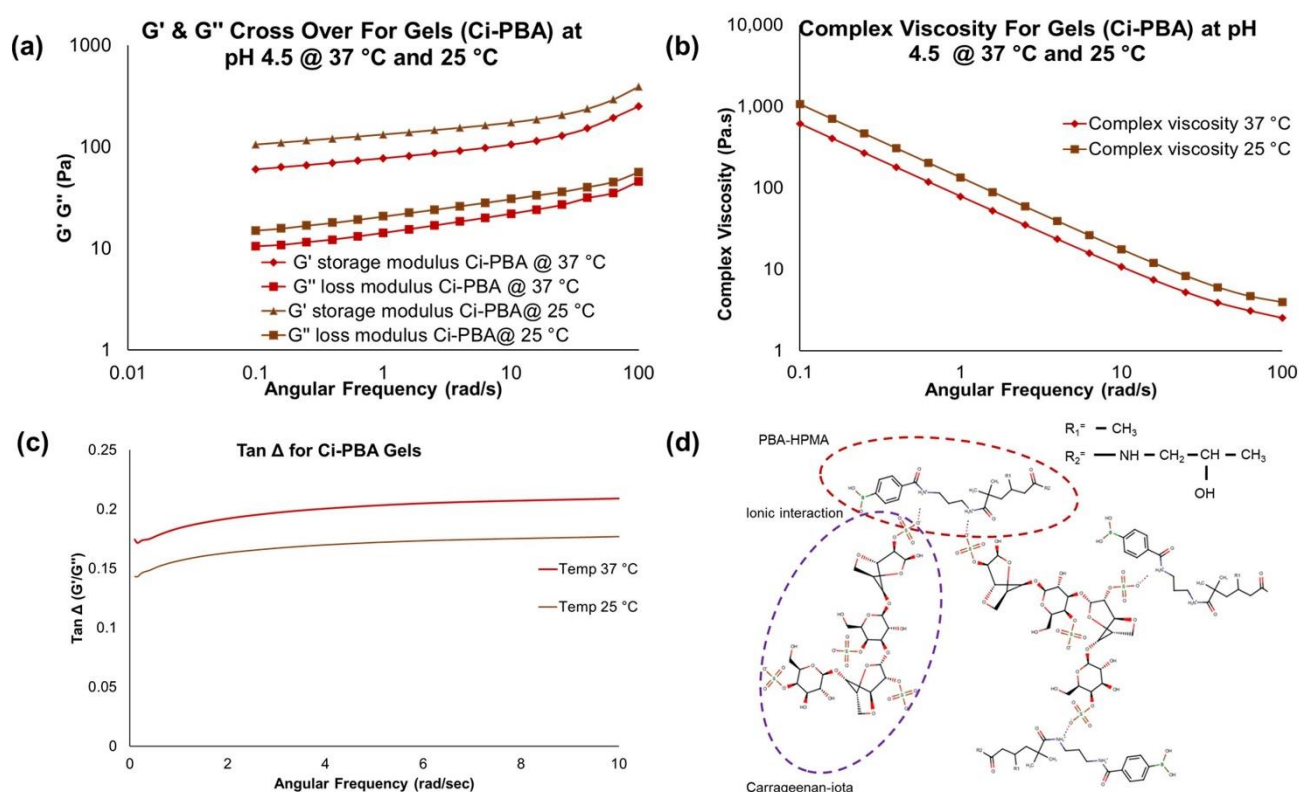 (a)
G' & G'' Cross Over For Gels (Ci-PBA) at
pH 4.5 @ 37 °C and 25 °C
1000
100
10
1
G' G'' (Pa)
0.01
0.1
1
10
100
Angular Frequency (rad/s)
G' storage modulus Ci-PBA @ 37 °C
G'' loss modulus Ci-PBA @ 37 °C
G' storage modulus Ci-PBA@ 25 °C
G'' loss modulus Ci-PBA@ 25 °C
(b)
Complex Viscosity For Gels (Ci-PBA) at pH
4.5 @ 37 °C and 25 °C
10,000
1,000
100
10
1
Complex Viscosity (Pa.s)
Complex viscosity 37 °C
Complex viscosity 25 °C
0.1
1
10
100
Angular Frequency (rad/s)
(c)
Tan Δ for Ci-PBA Gels
0.25
0.2
0.15
0.1
0.05
0
Tan Δ (G'/G'')
Temp 37 °C
Temp 25 °C
0
2
4
6
8
10
Angular Frequency (rad/sec)
(d)
PBA-HPMA
R1= CH3
R2= NH CH2 CH CH3
OH
Ionic interaction
Carrageenan-iota